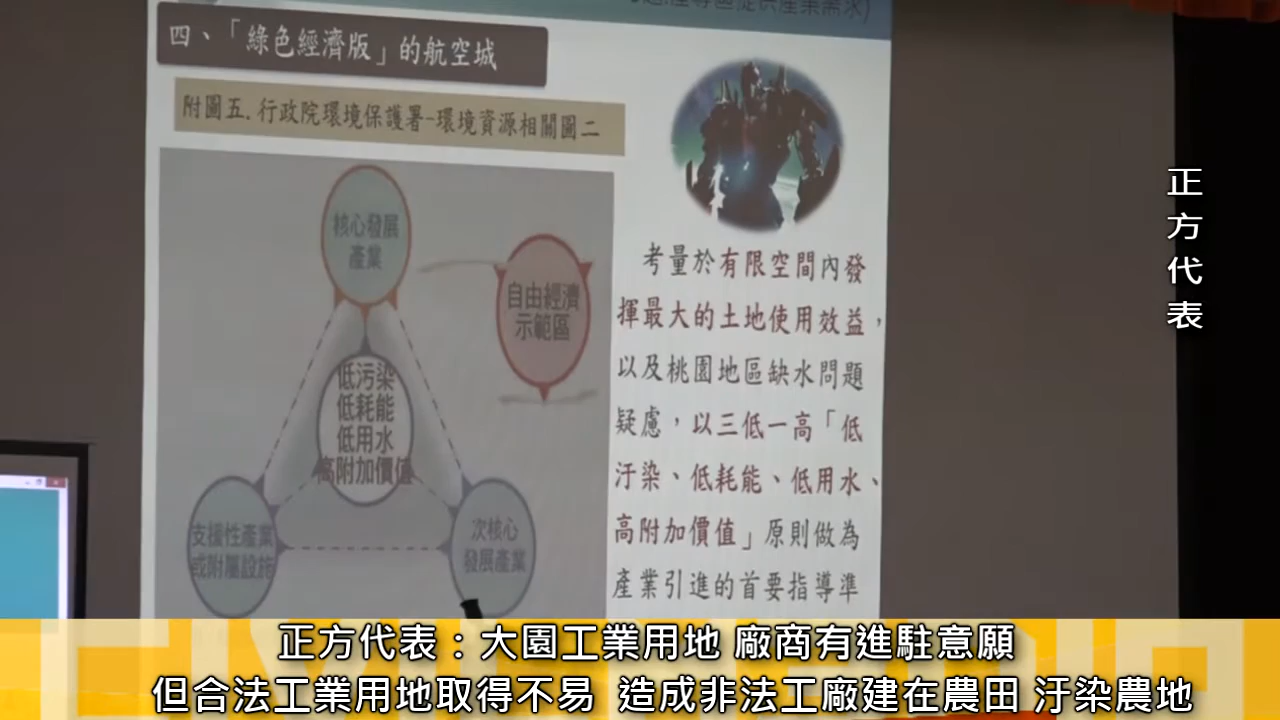 四、「綠色經濟版」的航空城
附圖五.行政院環境保護署-環境資源相關圖二
核心發展
產業
自由經濟
示範區
低污染
低耗能
低用水
高附加價值
支援性產業
或附屬設施
次核心
發展產業
考量於有限空間內發
揮最大的土地使用效益，
以及桃園地區缺水問題
疑慮，以三低一高「低
汙染、低耗能、低用水、
高附加價值」原則做為
產業引進的首要指導準
正方代表
正方代表：大園工業用地 廠商有進駐意願
但合法工業用地取得不易 造成非法工廠建在農田 汙染農地